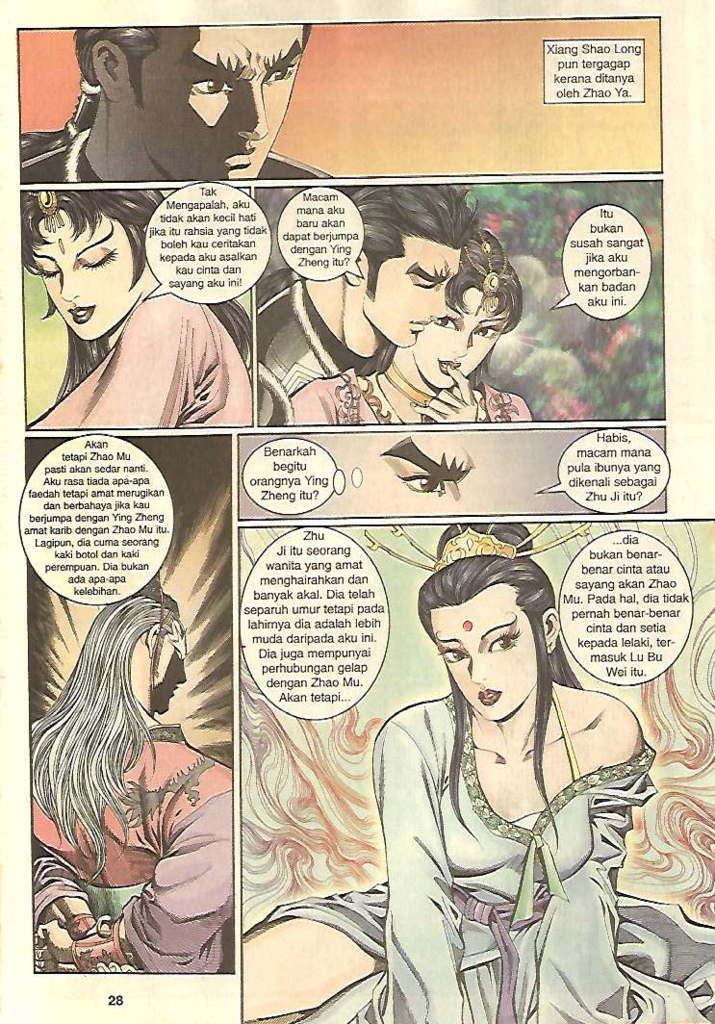 Xiang Shao Long
pun tergagap
kerana ditanya
oleh Zhao Ya.
Tak
Mengapalah, aku
tidak akan kecil hati
jika itu rahsia yang tidak
boleh kau ceritakan
kepada aku asalkan
kau cinta dan
sayang aku ini!
Macam
mana aku
baru akan
dapat berjumpa
dengan Ying
Zheng itu?
Itu
bukan
susah sangat
jika aku
mengorban-
kan badan
aku ini.
Akan
tetapi Zhao Mu
pasti akan sedar nanti.
Aku rasa tiada apa-apa
faedah tetapi amat merugikan
dan berbahaya jika kau
berjumpa dengan Ying Zheng
amat karib dengan Zhao Mu itu.
Lagipun, dia cuma seorang
kaki botol dan kaki
perempuan. Dia bukan
ada apa-apa
kelebihan.
Benarkah
begitu
orangnya Ying
Zheng itu?
Habis,
macam mana
pula ibunya yang
dikenali sebagai
Zhu Ji itu?
Zhu
Ji itu seorang
wanita yang amat
menghairahkan dan
banyak akal. Dia telah
separuh umur tetapi pada
lahirnya dia adalah lebih
muda daripada aku ini.
Dia juga mempunyai
perhubungan gelap
dengan Zhao Mu.
Akan tetapi...
...dia
bukan benar-
benar cinta atau
sayang akan Zhao
Mu. Pada hal, dia tidak
pernah benar-benar
cinta dan setia
kepada lelaki, ter-
masuk Lu Bu
Wei itu.
28